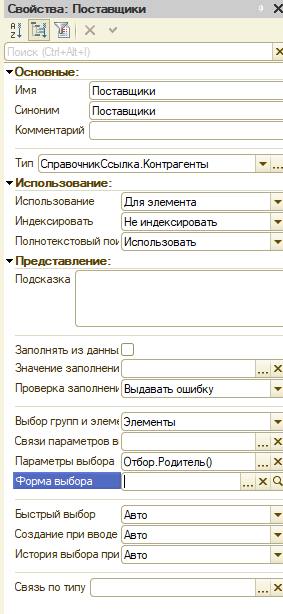 Свойства: Поставщики
Поиск (Ctrl+Alt+I)
Основные:
Имя Поставщики
Синоним Поставщики
Комментарий
Тип СправочникСсылка.Контрагенты ...
Использование:
Использование Для элемента
Индексировать Не индексировать
Полнотекстовый пои Использовать
Представление:
Подсказка
Заполнять из данны
Значение заполнени ...
Проверка заполнени Выдавать ошибку
Выбор групп и элеме Элементы
Связи параметров в ...
Параметры выбора Отбор.Родитель() ...
Форма выбора ...
Быстрый выбор Авто
Создание при вводе Авто
История выбора при Авто
Связь по типу ...